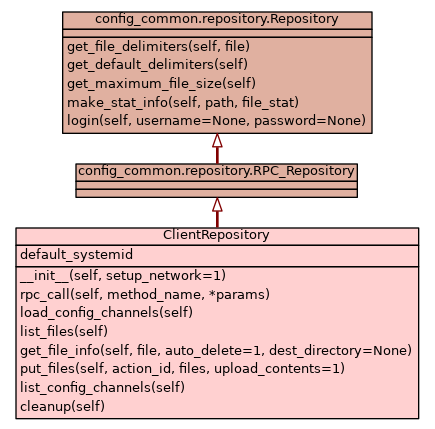 config_common.repository.Repository
get_file_delimiters(self, file)
get_default_delimiters(self)
get_maximum_file_size(self)
make_stat_info(self, path, file_stat)
login(self, username=None, password=None)
config_common.repository.RPC_Repository
ClientRepository
default_systemid
__init__(self, setup_network=1)
rpc_call(self, method_name, *params)
load_config_channels(self)
list_files(self)
get_file_info(self, file, auto_delete=1, dest_directory=None)
put_files(self, action_id, files, upload_contents=1)
list_config_channels(self)
cleanup(self)